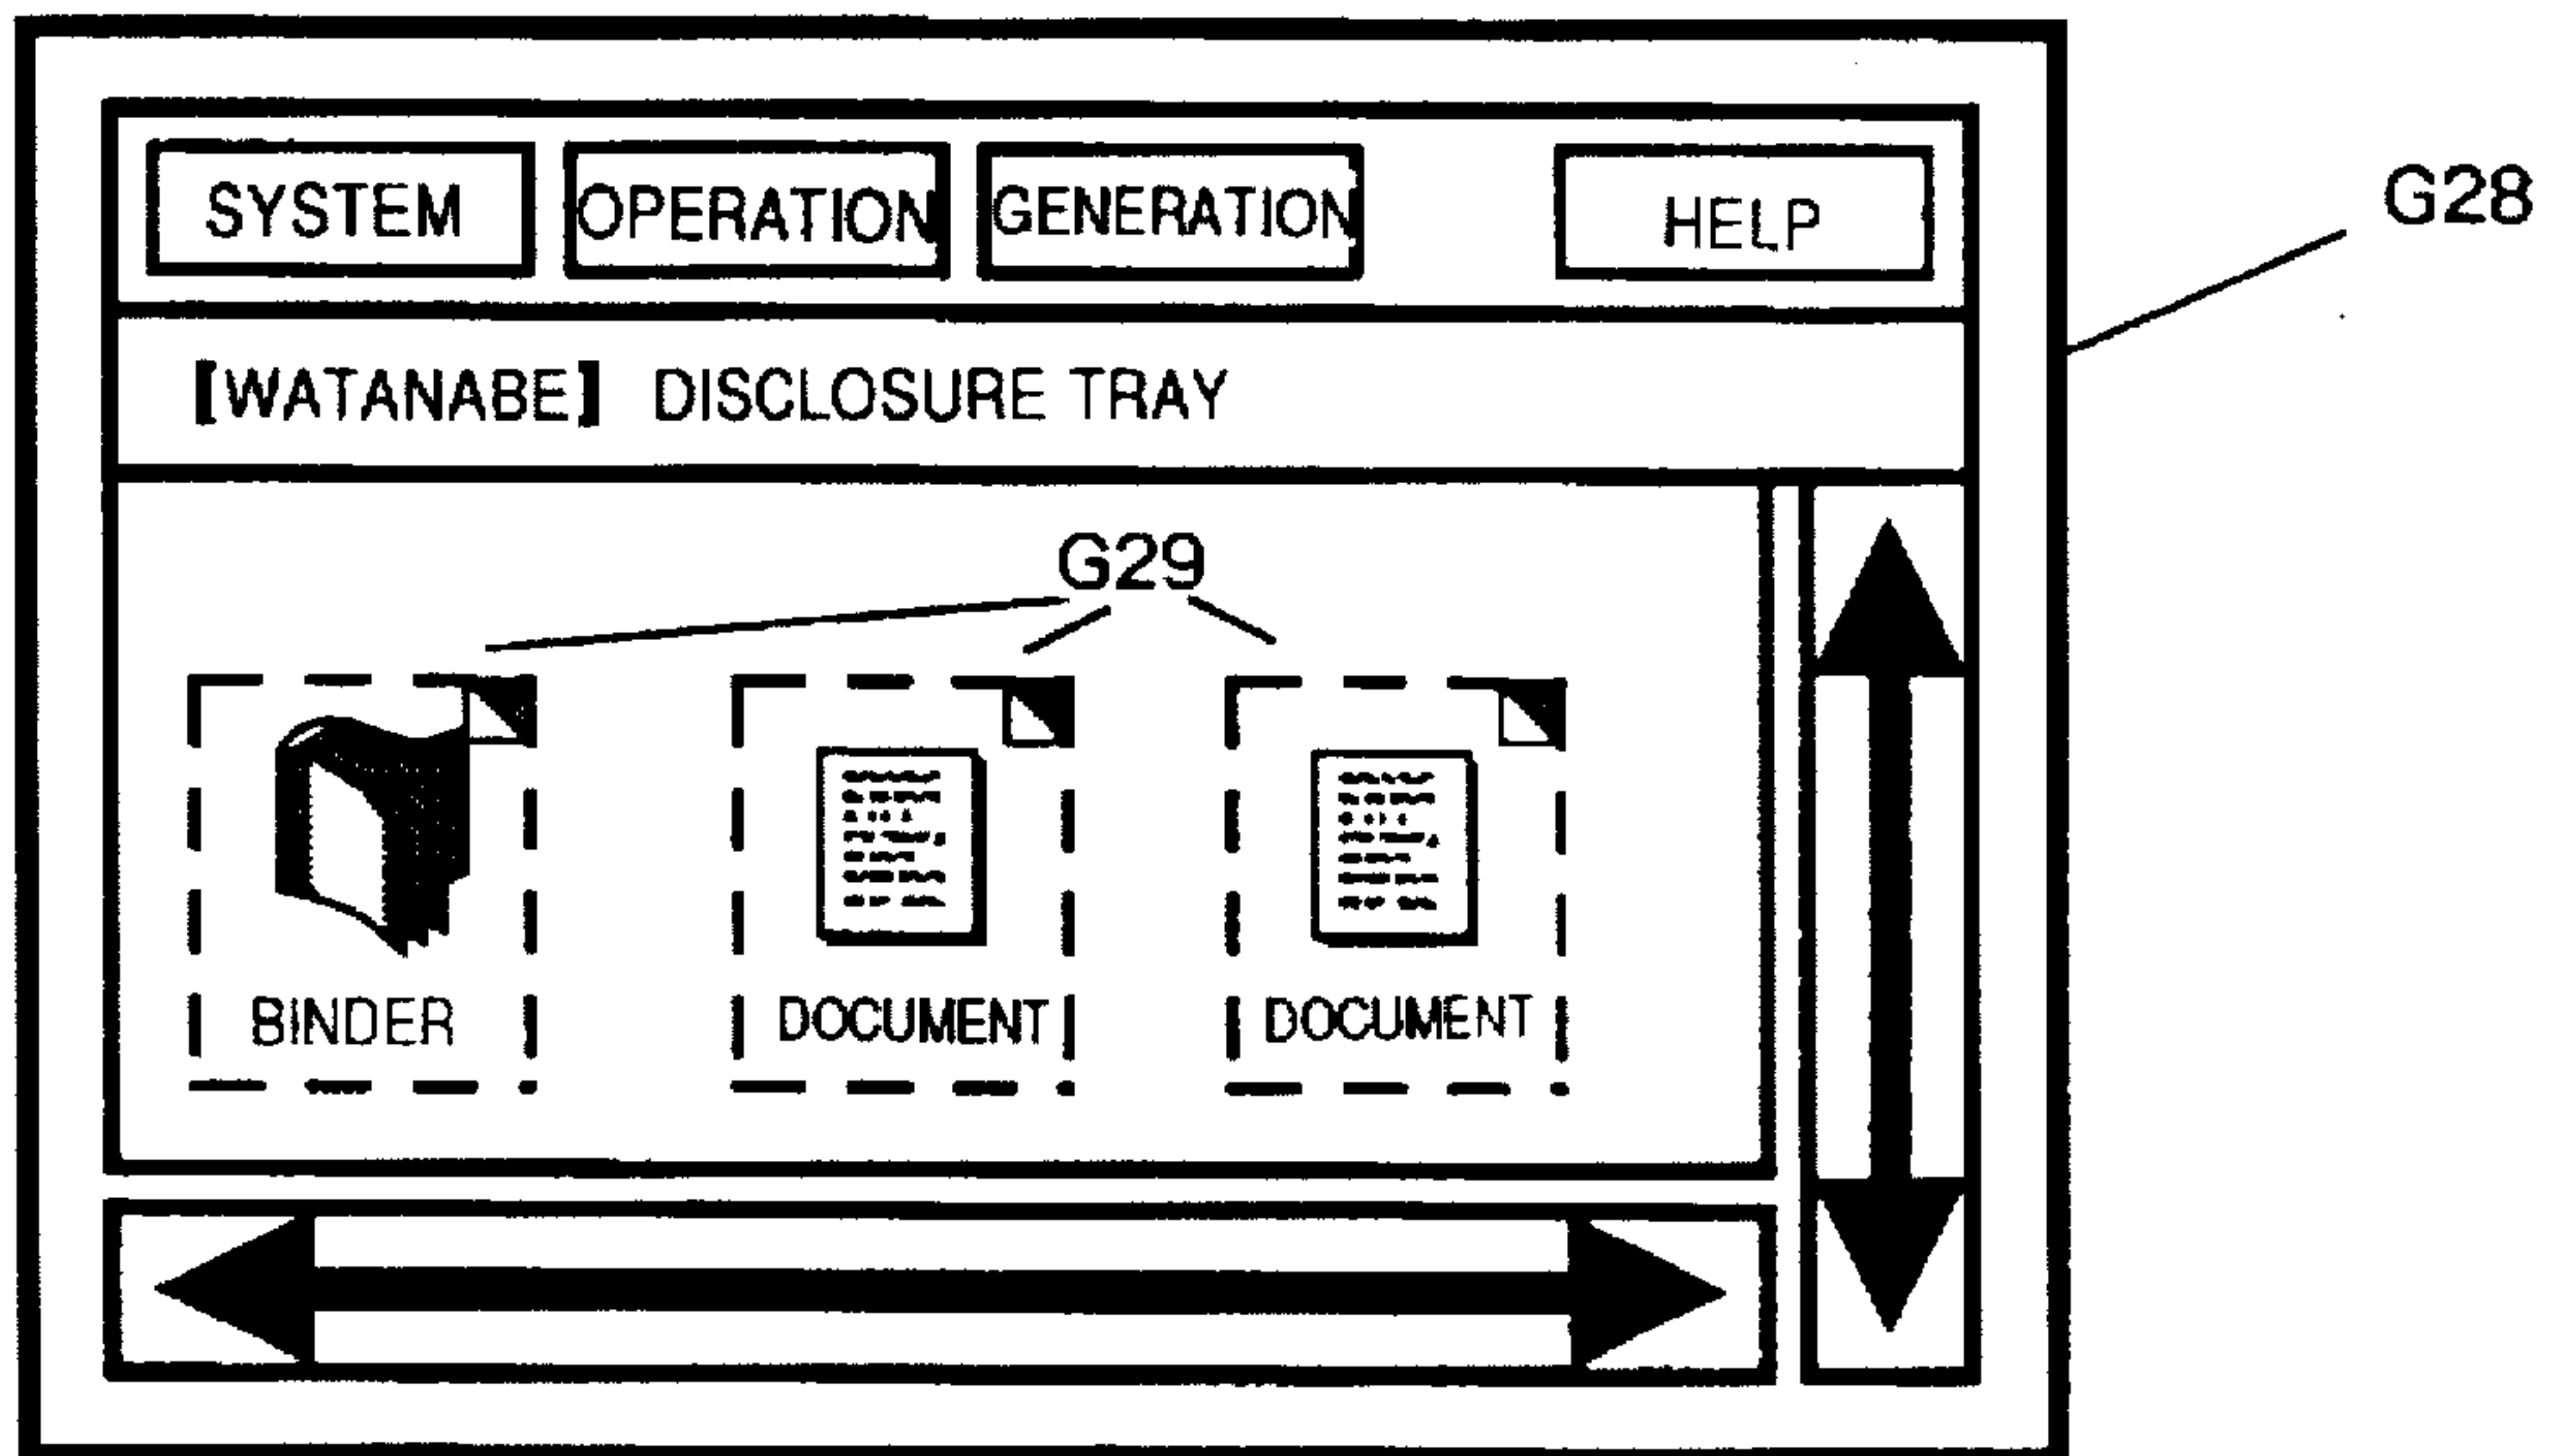 SYSTEM OPERATION GENERATION HELP
G28
[WATANABE] DISCLOSURE TRAY
G29
BINDER DOCUMENT DOCUMENT